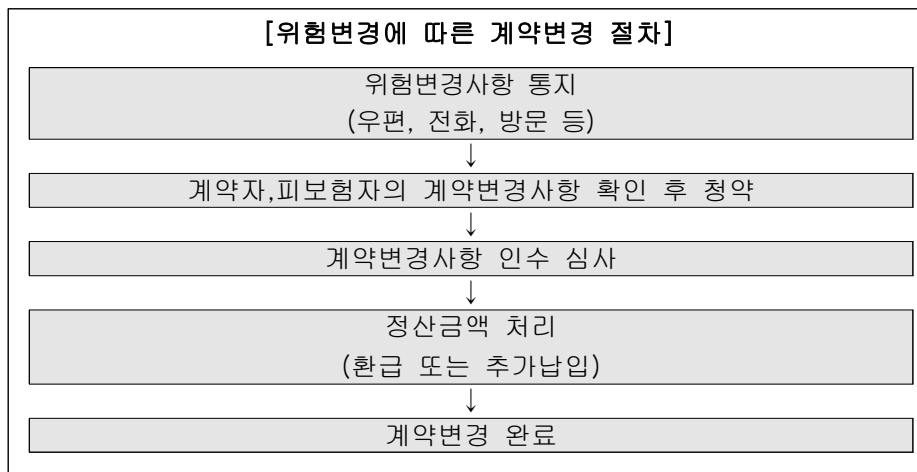 [위험변경에 따른 계약변경 절차]
위험변경사항 통지
(우편, 전화, 방문 등)
↓
계약자,피보험자의 계약변경사항 확인 후 청약
↓
계약변경사항 인수 심사
↓
정산금액 처리
(환급 또는 추가납입)
↓
계약변경 완료